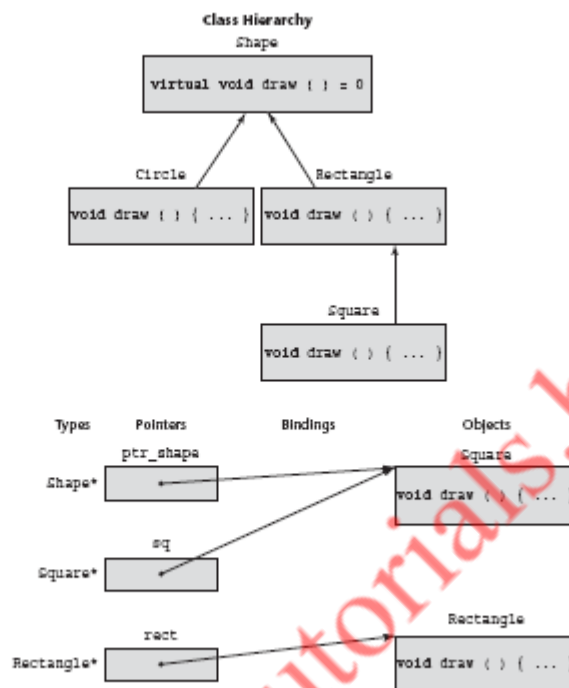 Class Hierarchy
Shape
virtual void draw ( ) = 0
Circle
Rectangle
void draw ( ) { ... }
void draw ( ) { ... }
Square
void draw ( ) { ... }
Types Pointers Bindings Objects
ptr_shape
Square
Shape*
void draw ( ) { ...
sq
Square*
rect
Rectangle
Rectangle*
void draw ( ) { ...
utorials.